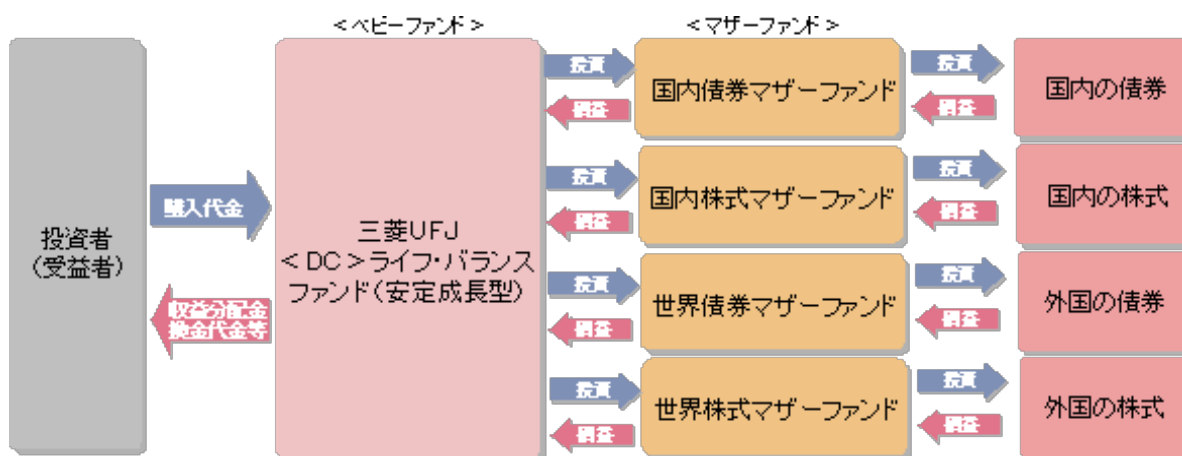 <ベビーファンド>
<マザーファンド>
投資者
(受益者)
購入代金
収益分配金
換金代金等
三菱UFJ
<DC>ライフ・バランス
ファンド(安定成長型)
投資
損益
国内債券マザーファンド
投資
損益
国内の債券
投資
損益
国内株式マザーファンド
投資
損益
国内の株式
投資
損益
世界債券マザーファンド
投資
損益
外国の債券
投資
損益
世界株式マザーファンド
投資
損益
外国の株式